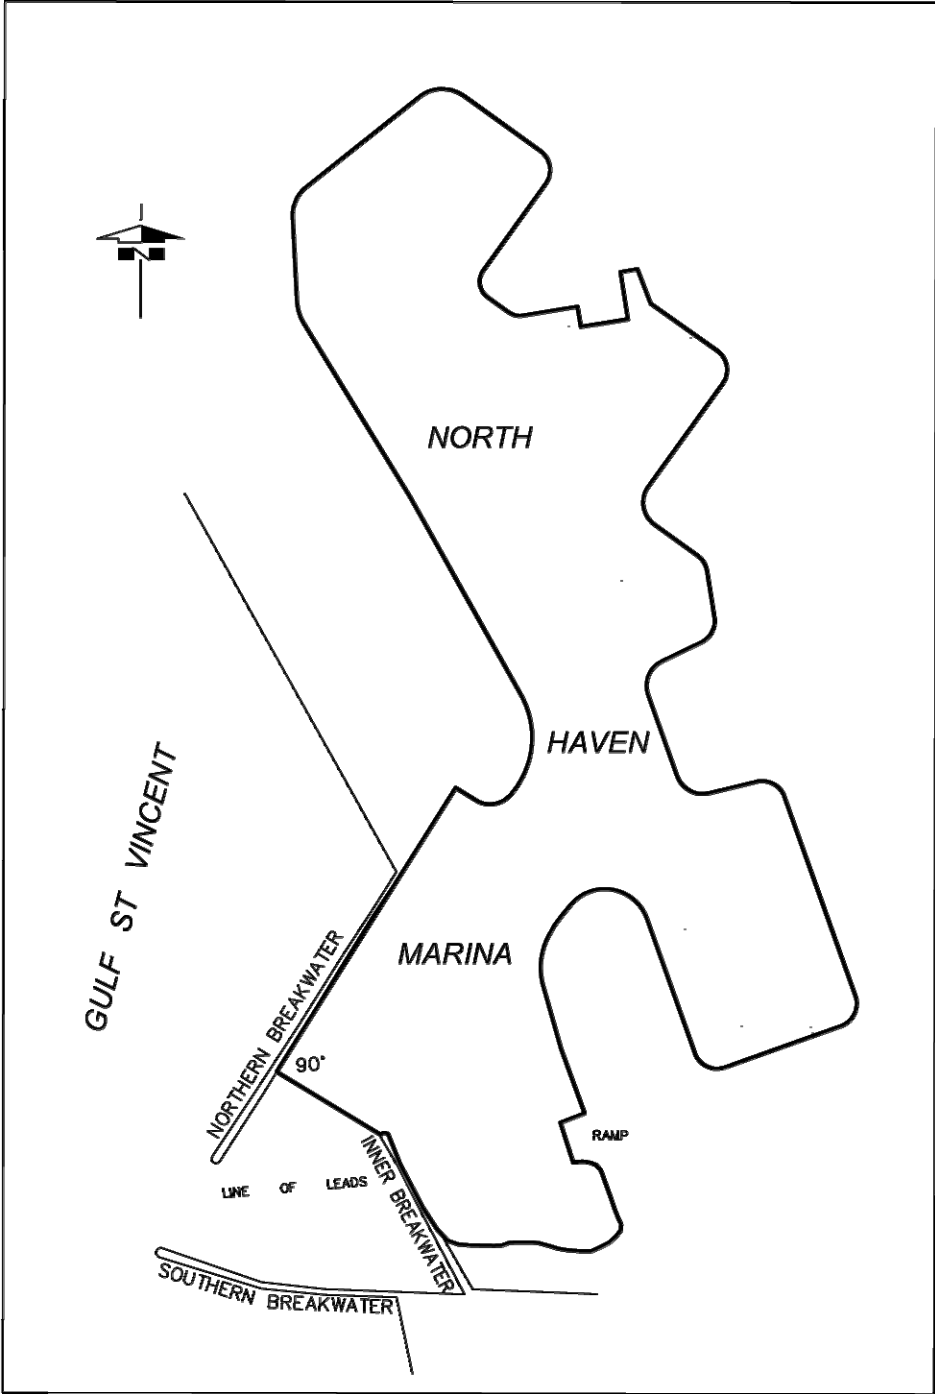 N
NORTH
HAVEN
GULF ST VINCENT
MARINA
NORTHERN BREAKWATER
90°
RAMP
INNER BREAKWATER
LINE OF LEADS
SOUTHERN BREAKWATER